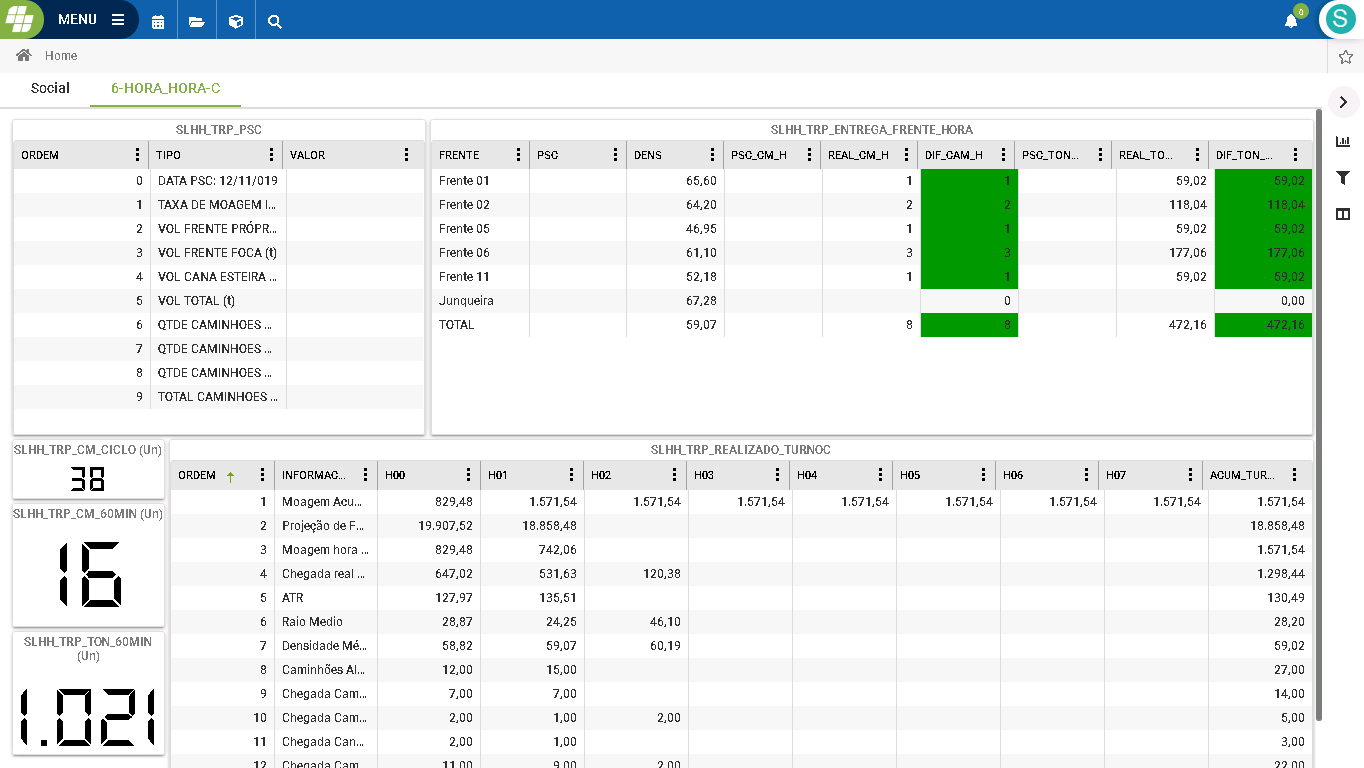 MENU
0
S
Home
Social 6-HORA_HORA-C
SLHH_TRP_PSC
ORDEM TIPO VALOR
0 DATA PSC: 12/11/019
1 TAXA DE MOAGEM I...
2 VOL FRENTE PRÓPR...
3 VOL FRENTE FOCA (t)
4 VOL CANA ESTEIRA ...
5 VOL TOTAL (t)
6 QTDE CAMINHOES ...
7 QTDE CAMINHOES ...
8 QTDE CAMINHOES ...
9 TOTAL CAMINHOES ...
SLHH_TRP_ENTREGA_FRENTE_HORA
FRENTE PSC DENS PSC_CM_H REAL_CM_H DIF_CAM_H PSC_TON... REAL_TO... DIF_TON_...
Frente 01 65,60 1 1 59,02 59,02
Frente 02 64,20 2 2 118,04 118,04
Frente 05 46,95 1 1 59,02 59,02
Frente 06 61,10 3 3 177,06 177,06
Frente 11 52,18 1 1 59,02 59,02
Junqueira 67,28 0 0,00
TOTAL 59,07 8 8 472,16 472,16
SLHH_TRP_CM_CICLO (Un)
38
SLHH_TRP_CM_60MIN (Un)
16
SLHH_TRP_TON_60MIN
(Un)
1.021
SLHH_TRP_REALIZADO_TURNOC
ORDEM INFORMAC... H00 H01 H02 H03 H04 H05 H06 H07 ACUM_TUR...
1 Moagem Acu... 829,48 1.571,54 1.571,54 1.571,54 1.571,54 1.571,54 1.571,54 1.571,54 1.571,54
2 Projeção de F... 19.907,52 18.858,48 18.858,48
3 Moagem hora ... 829,48 742,06 1.571,54
4 Chegada real ... 647,02 531,63 120,38 1.298,44
5 ATR 127,97 135,51 130,49
6 Raio Medio 28,87 24,25 46,10 28,20
7 Densidade Mé... 58,82 59,07 60,19 59,02
8 Caminhões Al... 12,00 15,00 27,00
9 Chegada Cam... 7,00 7,00 14,00
10 Chegada Cam... 2,00 1,00 2,00 5,00
11 Chegada Can... 2,00 1,00 3,00
12 Chegada Cam... 11,00 9,00 2,00 22,00